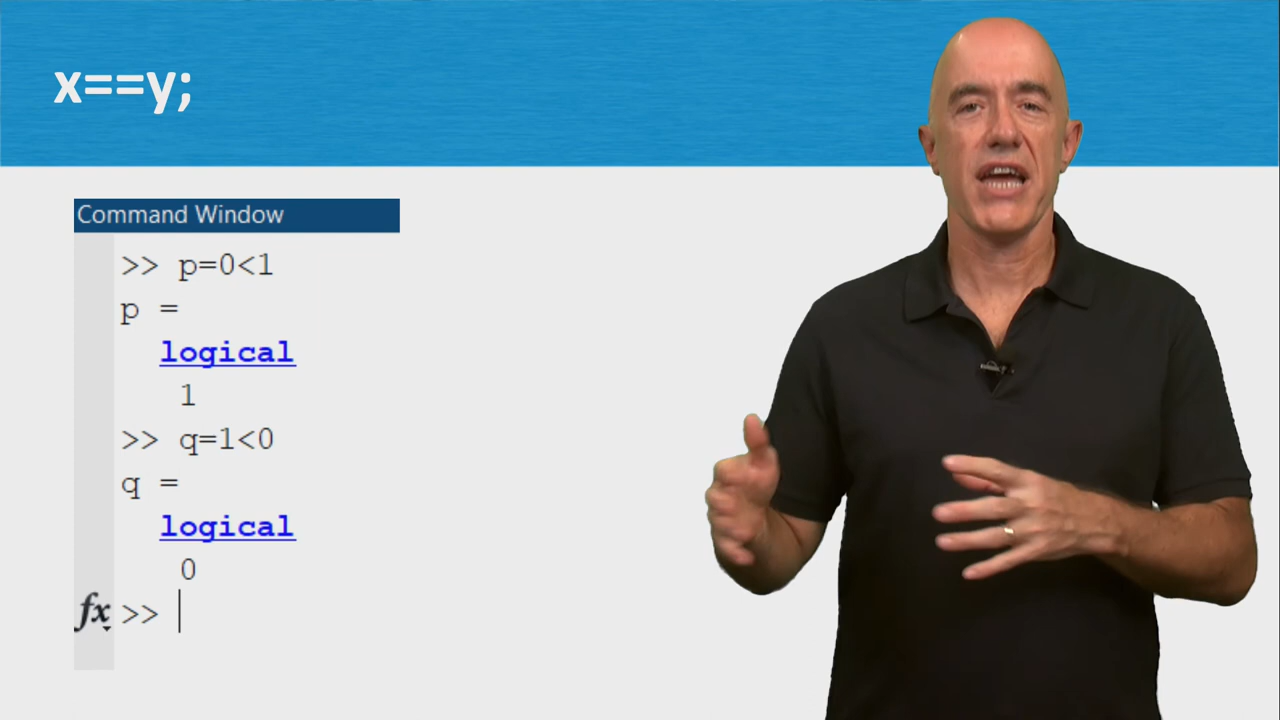 x==y;
Command Window
>> p=0<1
p =
logical
1
>> q=1<0
q =
logical
0
fx >>